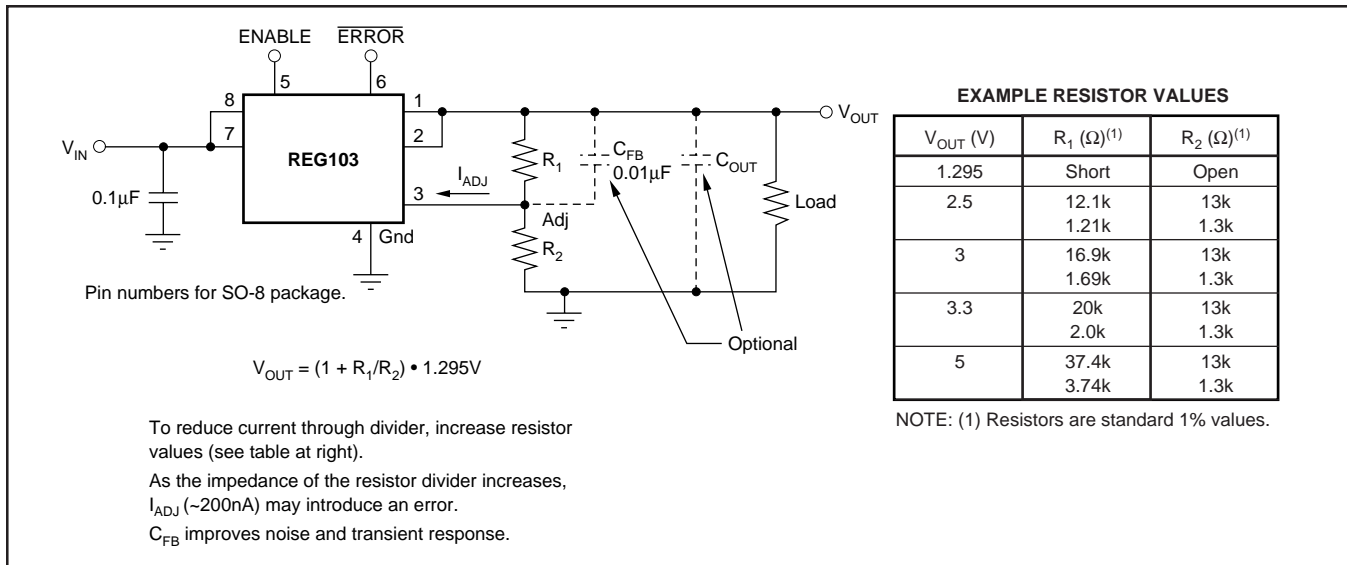 ENABLE
ERROR
5
6
8
7
1
2
3
4
REG103
V_IN
0.1µF
Gnd
I_ADJ
Adj
R_1
R_2
C_FB
0.01µF
C_OUT
Load
V_OUT
Optional
Pin numbers for SO-8 package.
V_OUT = (1 + R_1/R_2) • 1.295V
To reduce current through divider, increase resistor
values (see table at right).
As the impedance of the resistor divider increases,
I_ADJ (~200nA) may introduce an error.
C_FB improves noise and transient response.
EXAMPLE RESISTOR VALUES
V_OUT (V) R_1 (Ω)(1) R_2 (Ω)(1)
1.295 Short Open
2.5 12.1k 13k
1.21k 1.3k
3 16.9k 13k
1.69k 1.3k
3.3 20k 13k
2.0k 1.3k
5 37.4k 13k
3.74k 1.3k
NOTE: (1) Resistors are standard 1% values.